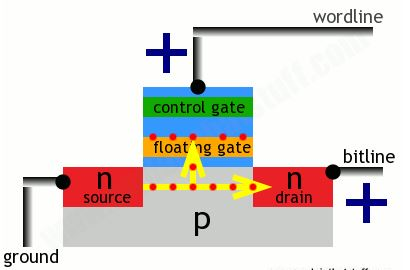 wordline
+
control gate
floating gate
bitline
n
source
n
drain
+
p
ground